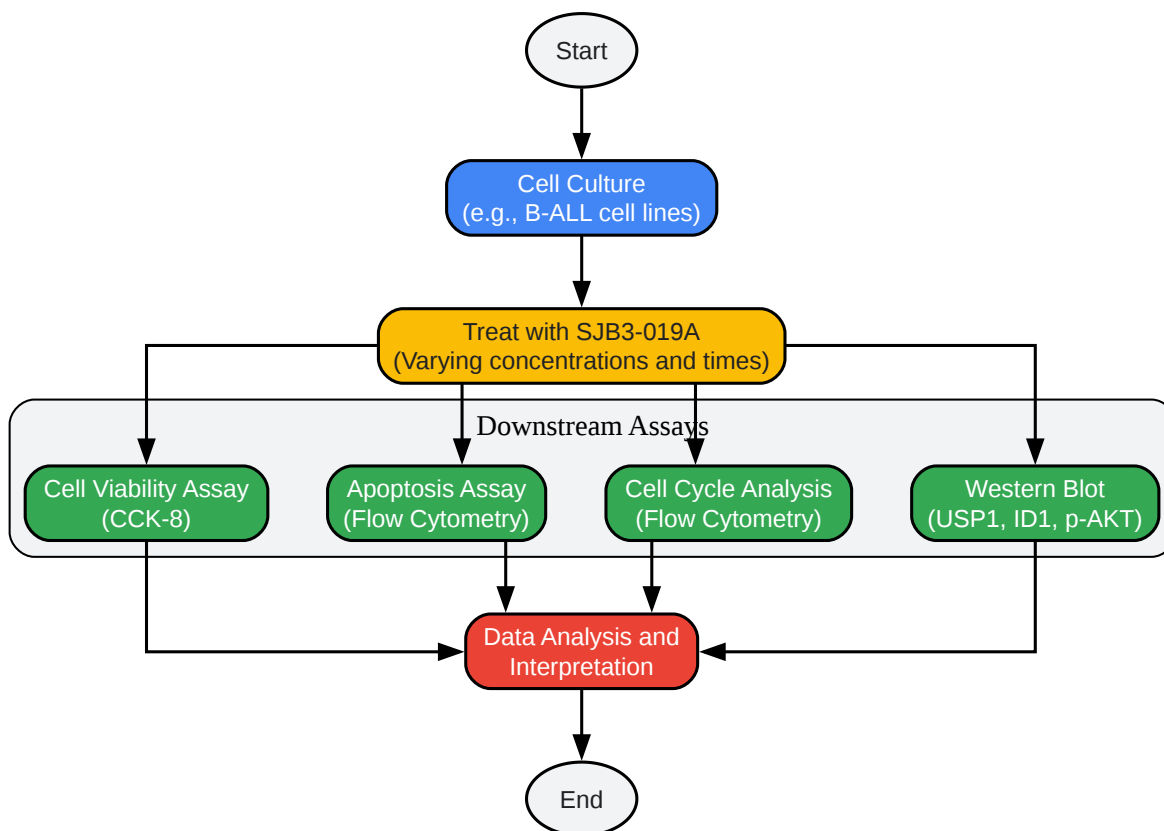 Start
Cell Culture
(e.g., B-ALL cell lines)
Treat with SJB3-019A
(Varying concentrations and times)
Downstream Assays
Cell Viability Assay
(CCK-8)
Apoptosis Assay
(Flow Cytometry)
Cell Cycle Analysis
(Flow Cytometry)
Western Blot
(USP1, ID1, p-AKT)
Data Analysis and
Interpretation
End